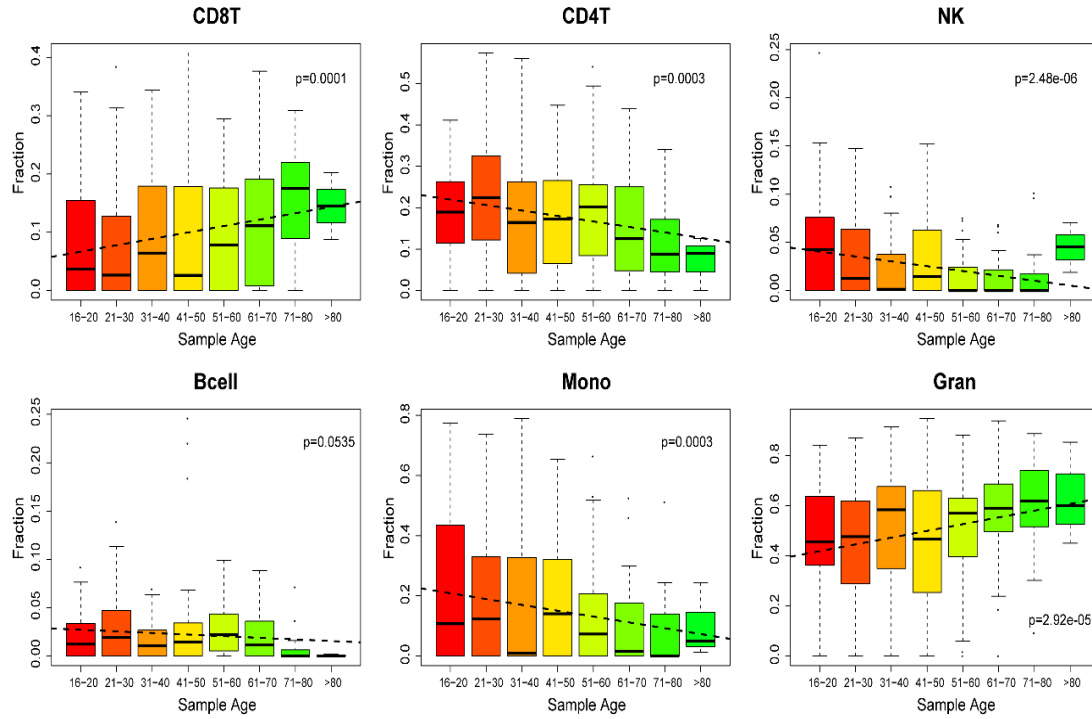 CD8T
p=0.0001
Fraction
0.0 0.1 0.2 0.3 0.4
16−20 21−30 31−40 41−50 51−60 61−70 71−80 >80
Sample Age
CD4T
p=0.0003
Fraction
0.0 0.1 0.2 0.3 0.4 0.5
16−20 21−30 31−40 41−50 51−60 61−70 71−80 >80
Sample Age
NK
p=2.48e-06
Fraction
0.00 0.05 0.10 0.15 0.20 0.25
16−20 21−30 31−40 41−50 51−60 61−70 71−80 >80
Sample Age
Bcell
p=0.0535
Fraction
0.00 0.05 0.10 0.15 0.20 0.25
16−20 21−30 31−40 41−50 51−60 61−70 71−80 >80
Sample Age
Mono
p=0.0003
Fraction
0.0 0.2 0.4 0.6 0.8
16−20 21−30 31−40 41−50 51−60 61−70 71−80 >80
Sample Age
Gran
p=2.92e-05
Fraction
0.0 0.2 0.4 0.6 0.8
16−20 21−30 31−40 41−50 51−60 61−70 71−80 >80
Sample Age